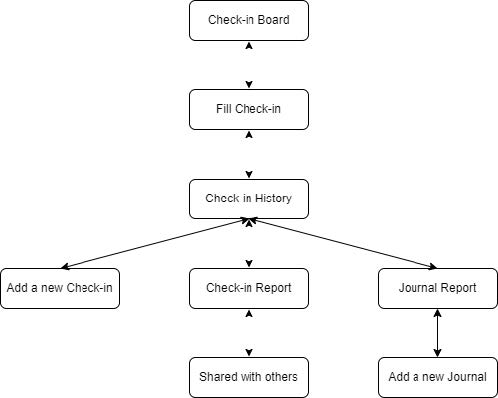 Check-in Board
Fill Check-in
Check in History
Add a new Check-in
Check-in Report
Journal Report
Shared with others
Add a new Journal